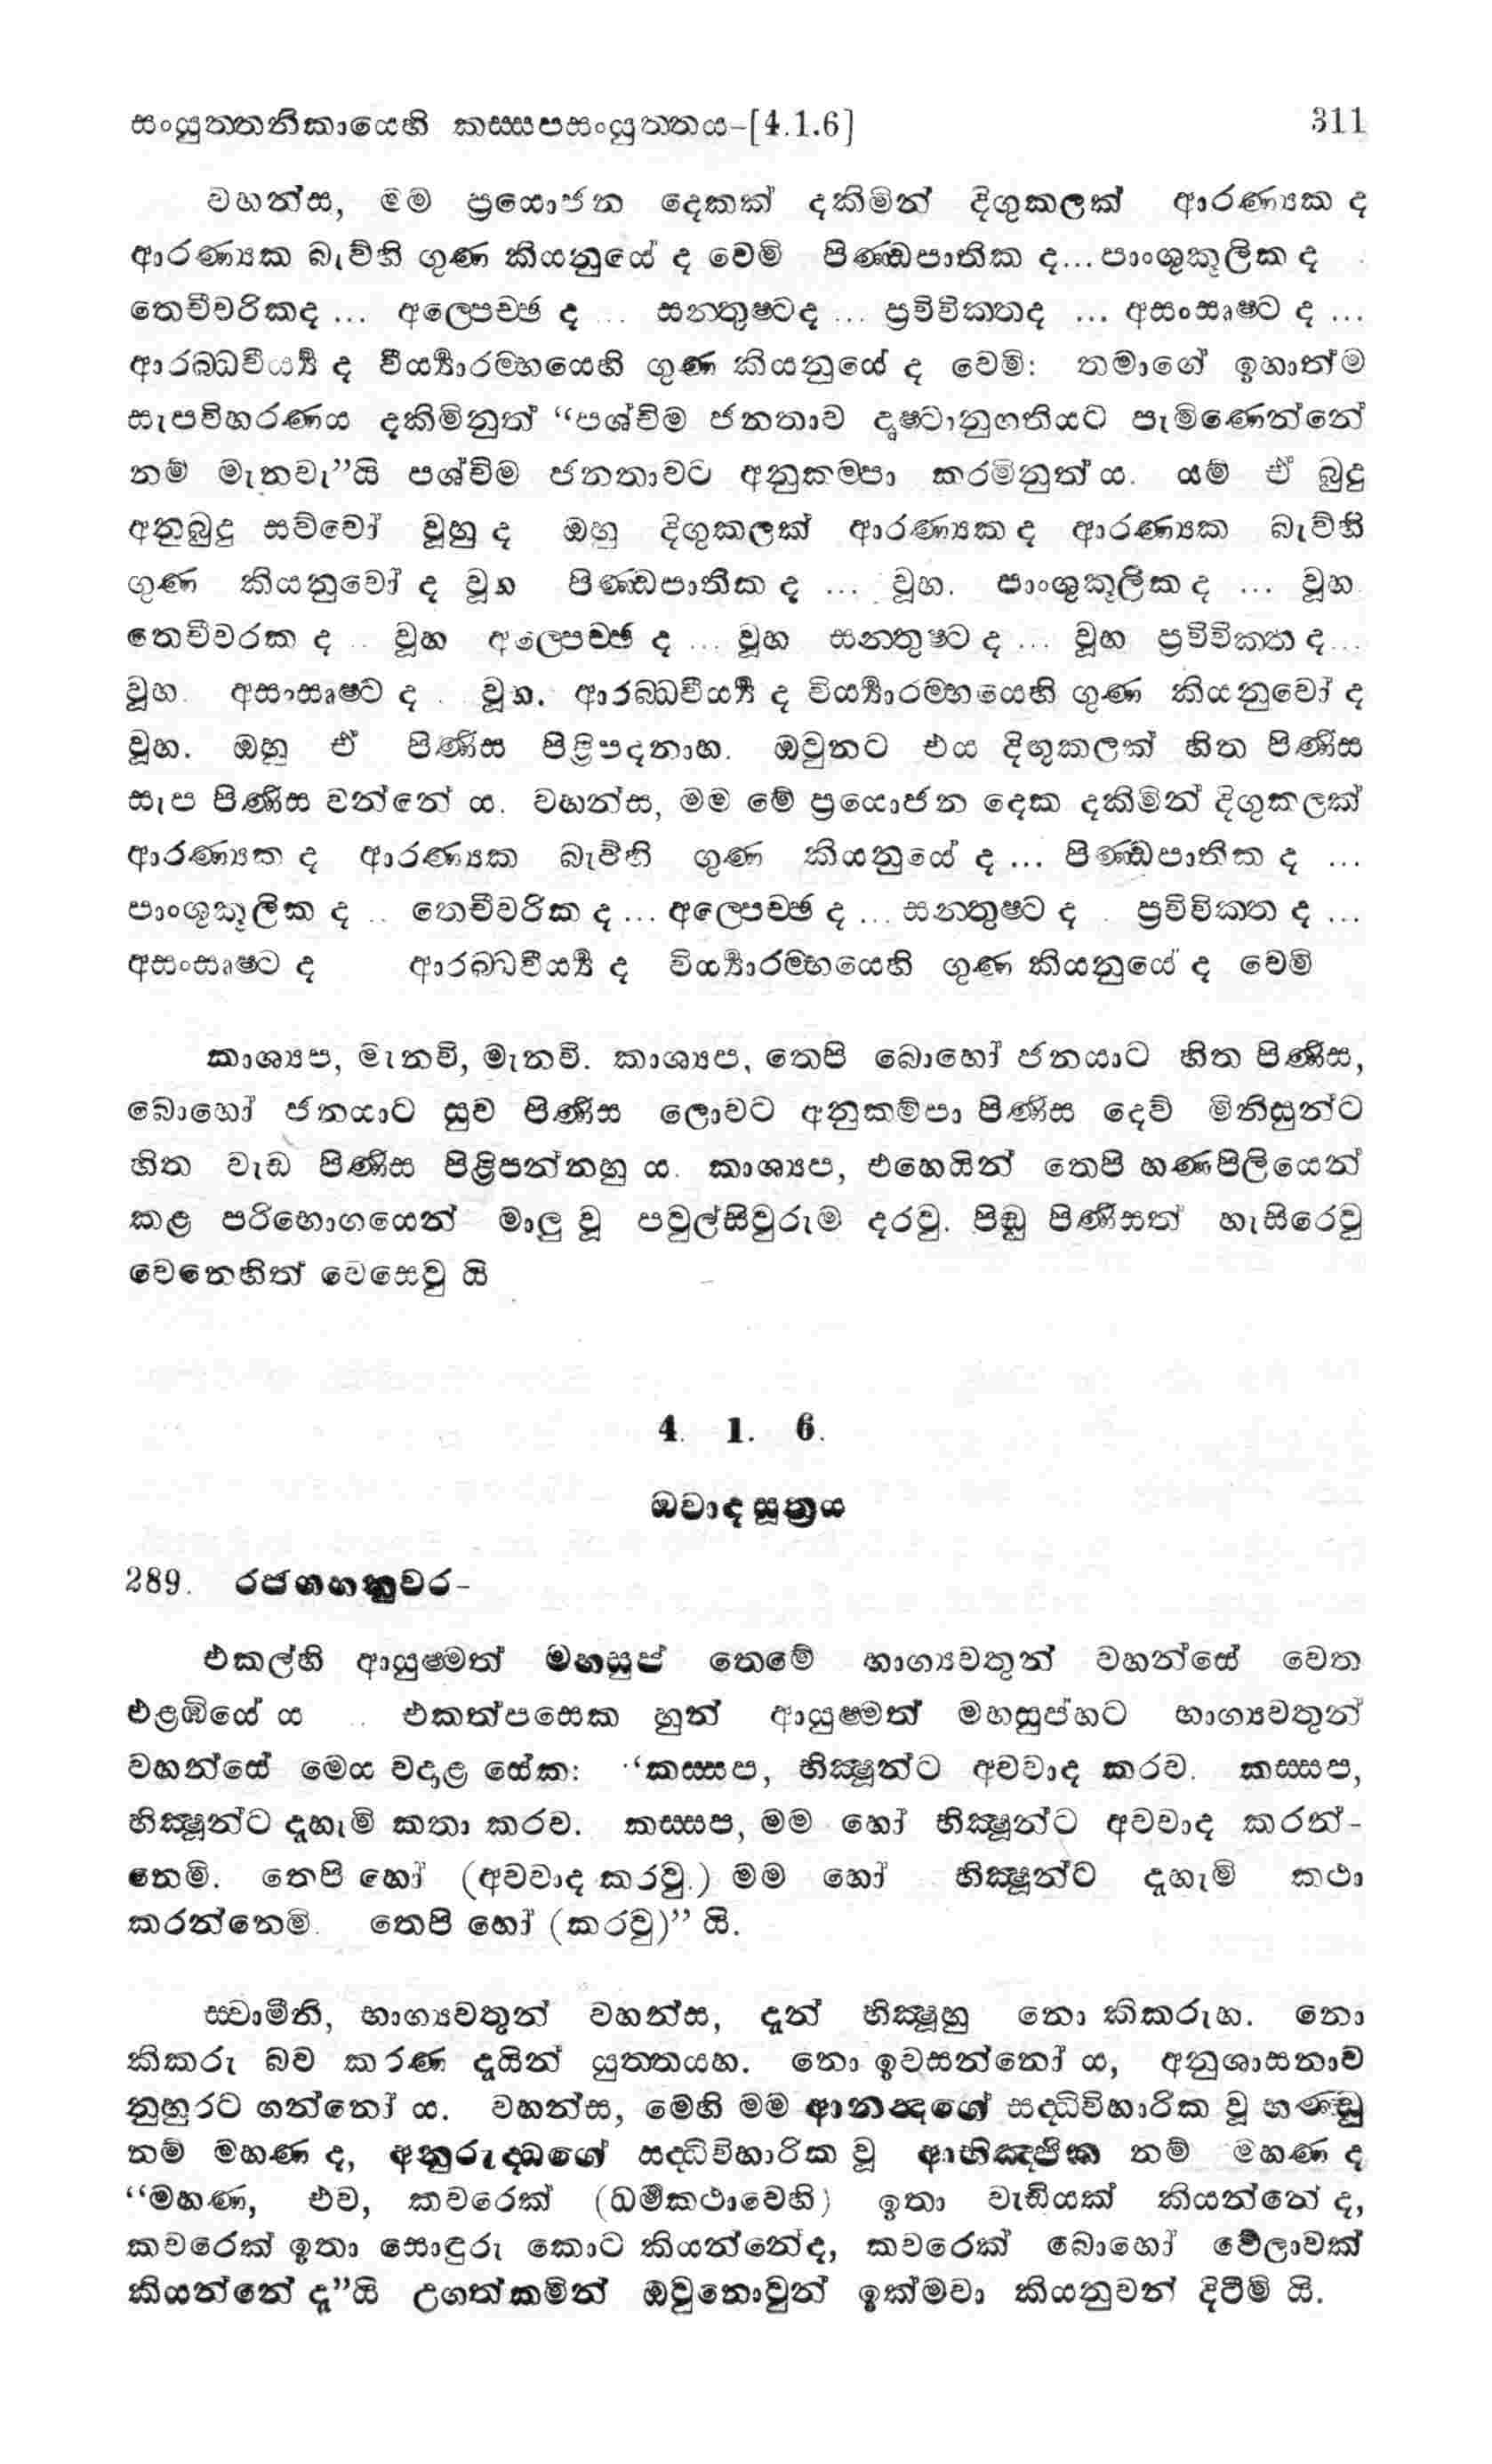 සංයුත්තනිකායෙහි කස්සපසංයුත්තය-[4.1.6] 311
වහන්ස, මම ප්‍රයොජන දෙකක් දකිමින් දිගුකලක් ආරණ්‍යක ද
ආරණ්‍යක බැව්හි ගුණ කියනුයේ ද වෙමි පිණ්ඩපාතික ද... පාංශුකූලික ද
තෙචීවරිකද ... අල්පෙච්ඡ ද ... සන්තුෂ්ටද ... ප්‍රවිවික්තද ... අසංසෘෂ්ට ද ...
ආරබ්ධවීර්‍ය්‍ය ද වීර්‍ය්‍යාරම්භයෙහි ගුණ කියනුයේ ද වෙමි: තමාගේ ඉහාත්ම
සැපවිහරණය දකිමිනුත් “පශ්චිම ජනතාව දෘෂ්ටානුගතියට පැමිණෙන්නේ
නම් මැනවැ”යි පශ්චිම ජනතාවට අනුකම්පා කරමිනුත් ය. යම් ඒ බුදු
අනුබුදු සව්වෝ වූහු ද ඔහු දිගුකලක් ආරණ්‍යක ද ආරණ්‍යක බැව්හි
ගුණ කියනුවෝ ද වූහ පිණ්ඩපාතික ද ... වූහ. පාංශුකූලික ද ... වූහ
තෙචීවරක ද .. වූහ අල්පෙච්ඡ ද ... වූහ සන්තුෂ්ට ද ... වූහ ප්‍රවිවික්ත ද...
වූහ. අසංසෘෂ්ට ද . වූහ. ආරබ්ධවීර්‍ය්‍ය ද වීර්‍ය්‍යාරම්භයෙහි ගුණ කියනුවෝ ද
වූහ. ඔහු ඒ පිණිස පිළිපදනාහ. ඔවුනට එය දිගුකලක් හිත පිණිස
සැප පිණිස වන්නේ ය. වහන්ස, මම මේ ප්‍රයොජන දෙක දකිමින් දිගුකලක්
ආරණ්‍යක ද ආරණ්‍යක බැව්හි ගුණ කියනුයේ ද ... පිණ්ඩපාතික ද ...
පාංශුකූලික ද .. තෙචීවරික ද ... අල්පෙච්ඡ ද ... සන්තුෂ්ට ද . ප්‍රවිවික්ත ද ...
අසංසෘෂ්ට ද ආරබ්ධවීර්‍ය්‍ය ද වීර්‍ය්‍යාරම්භයෙහි ගුණ කියනුයේ ද වෙමි
කාශ්‍යප, මැනවි, මැනවි. කාශ්‍යප, තෙපි බොහෝ ජනයාට හිත පිණිස,
බොහෝ ජනයාට සුව පිණිස ලොවට අනුකම්පා පිණිස දෙව් මිනිසුන්ට
හිත වැඩ පිණිස පිළිපන්නහු ය. කාශ්‍යප, එහෙයින් තෙපි හණපිලියෙන්
කළ පරිභොගයෙන් මාලු වූ පවුල්සිවුරුම දරවු. පිඬු පිණිසත් හැසිරෙවු
වෙනෙහිත් වෙසෙවු යි
4. 1. 6.
ඔවාද සූත්‍රය
289. රජගහනුවර-
එකල්හි ආයුෂ්මත් මහසුප් තෙමේ භාග්‍යවතුන් වහන්සේ වෙත
එළඹියේ ය .. එකත්පසෙක හුන් ආයුෂ්මත් මහසුප්හට භාග්‍යවතුන්
වහන්සේ මෙය වදාළ සේක: “කස්සප, භික්ෂූන්ට අවවාද කරව. කස්සප,
භික්ෂූන්ට දැහැමි කතා කරව. කස්සප, මම හෝ භික්ෂූන්ට අවවාද කරන්-
නෙමි. තෙපි හෝ (අවවාද කරවු.) මම හෝ භික්ෂූන්ට දැහැමි කථා
කරන්නෙමි. තෙපි හෝ (කරවු)” යි.
ස්වාමීනි, භාග්‍යවතුන් වහන්ස, දැන් භික්ෂූහු නො කීකරුහ. නො
කීකරු බව කරණ දැයින් යුක්තයහ. නො ඉවසන්නෝ ය, අනුශාසනාව
නුහුරට ගන්නෝ ය. වහන්ස, මෙහි මම ආනන්දගේ සද්ධිවිහාරික වූ භණ්ඩු
නම් මහණ ද, අනුරුද්ධගේ සද්ධිවිහාරික වූ ආභිඤ්ජික නම් මහණ ද
“මහණ, එව, කවරෙක් (ධර්මකථාවෙහි) ඉතා වැඩියක් කියන්නේ ද,
කවරෙක් ඉතා සොඳුරු කොට කියන්නේද, කවරෙක් බොහෝ වේලාවක්
කියන්නේ දැ”යි උගත්කමින් ඔවුනොවුන් ඉක්මවා කියනුවන් දිටීමි යි.